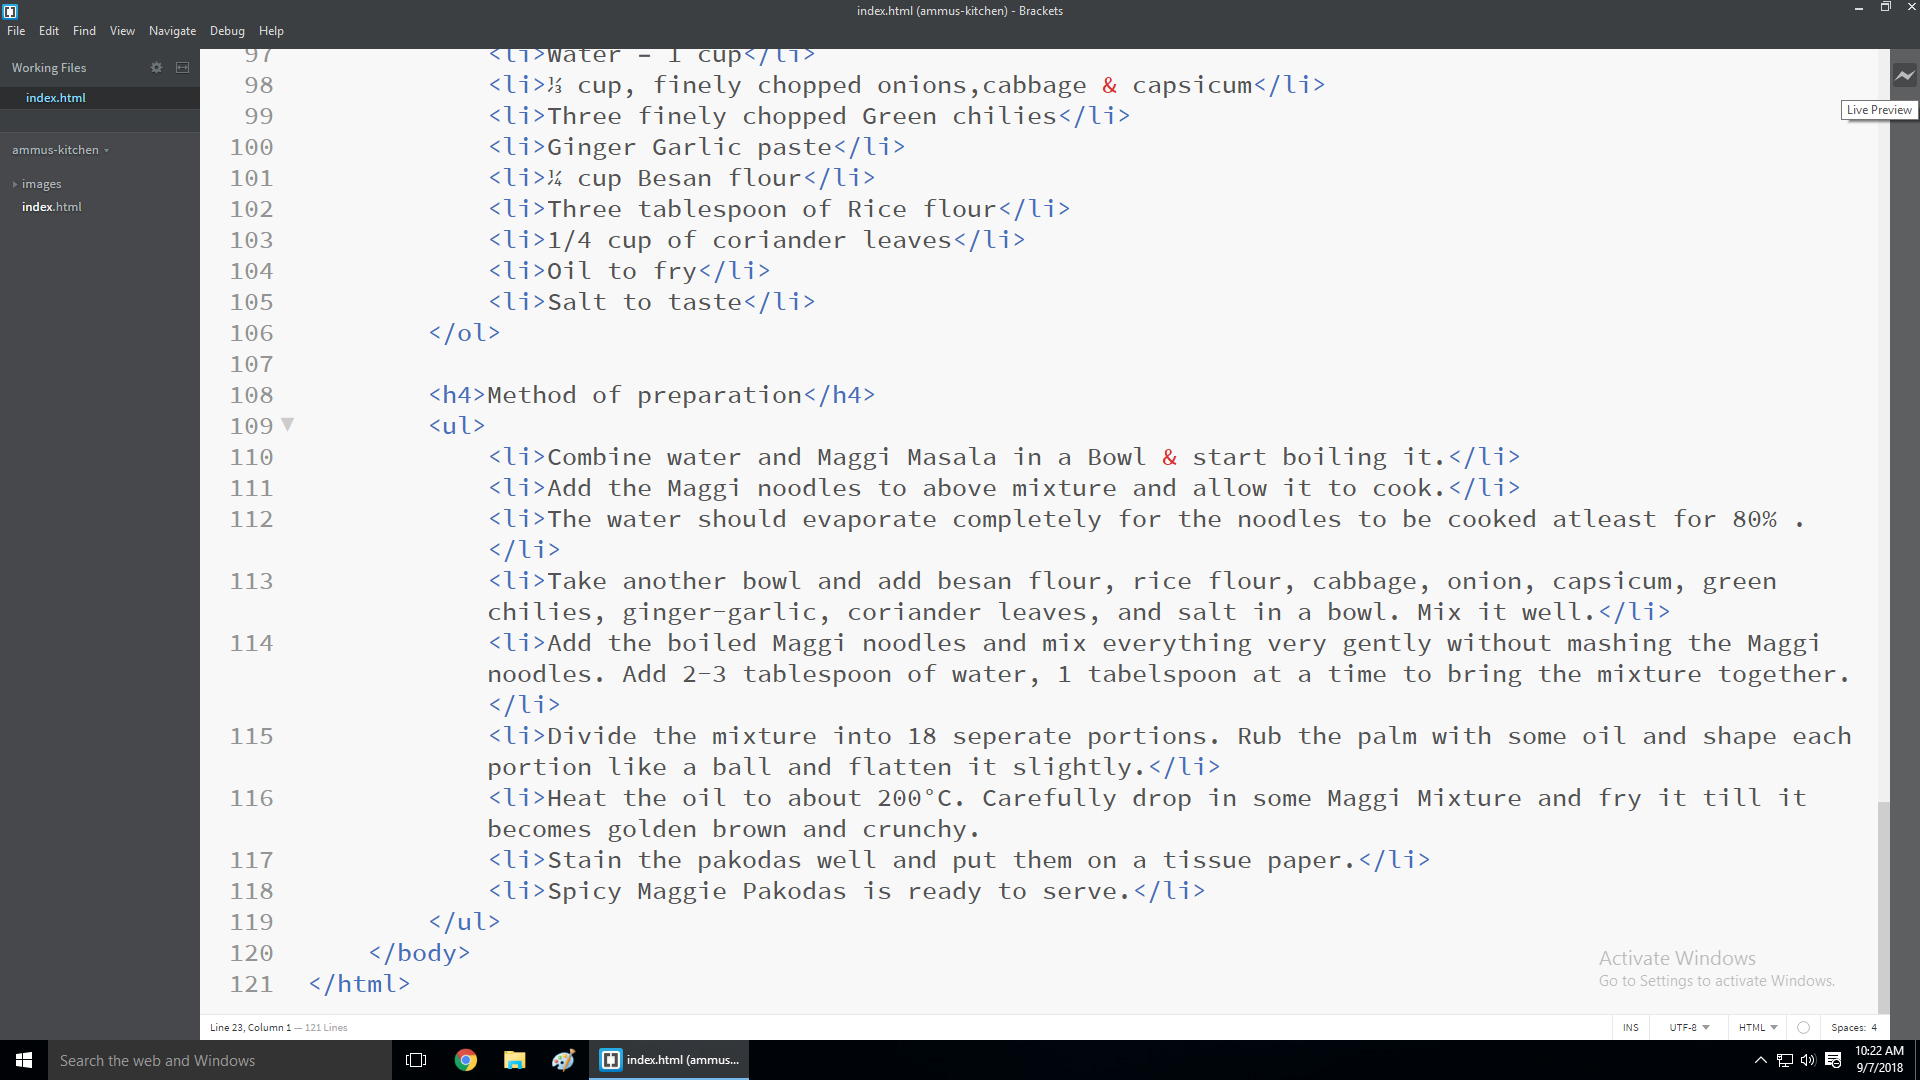 index.html (ammus-kitchen) - Brackets
File Edit Find View Navigate Debug Help
Working Files
index.html
ammus-kitchen
images
index.html
97 <li>Water – 1 cup</li>
98 <li>⅓ cup, finely chopped onions,cabbage & capsicum</li>
99 <li>Three finely chopped Green chilies</li>
100 <li>Ginger Garlic paste</li>
101 <li>¼ cup Besan flour</li>
102 <li>Three tablespoon of Rice flour</li>
103 <li>1/4 cup of coriander leaves</li>
104 <li>Oil to fry</li>
105 <li>Salt to taste</li>
106 </ol>
107
108 <h4>Method of preparation</h4>
109 <ul>
110 <li>Combine water and Maggi Masala in a Bowl & start boiling it.</li>
111 <li>Add the Maggi noodles to above mixture and allow it to cook.</li>
112 <li>The water should evaporate completely for the noodles to be cooked atleast for 80% .
</li>
113 <li>Take another bowl and add besan flour, rice flour, cabbage, onion, capsicum, green
chilies, ginger-garlic, coriander leaves, and salt in a bowl. Mix it well.</li>
114 <li>Add the boiled Maggi noodles and mix everything very gently without mashing the Maggi
noodles. Add 2-3 tablespoon of water, 1 tabelspoon at a time to bring the mixture together.
</li>
115 <li>Divide the mixture into 18 seperate portions. Rub the palm with some oil and shape each
portion like a ball and flatten it slightly.</li>
116 <li>Heat the oil to about 200°C. Carefully drop in some Maggi Mixture and fry it till it
becomes golden brown and crunchy.
117 <li>Stain the pakodas well and put them on a tissue paper.</li>
118 <li>Spicy Maggie Pakodas is ready to serve.</li>
119 </ul>
120 </body>
121 </html>
Live Preview
Activate Windows
Go to Settings to activate Windows.
Line 23, Column 1 — 121 Lines
INS UTF-8 HTML Spaces: 4
Search the web and Windows
index.html (ammus...
10:22 AM
9/7/2018